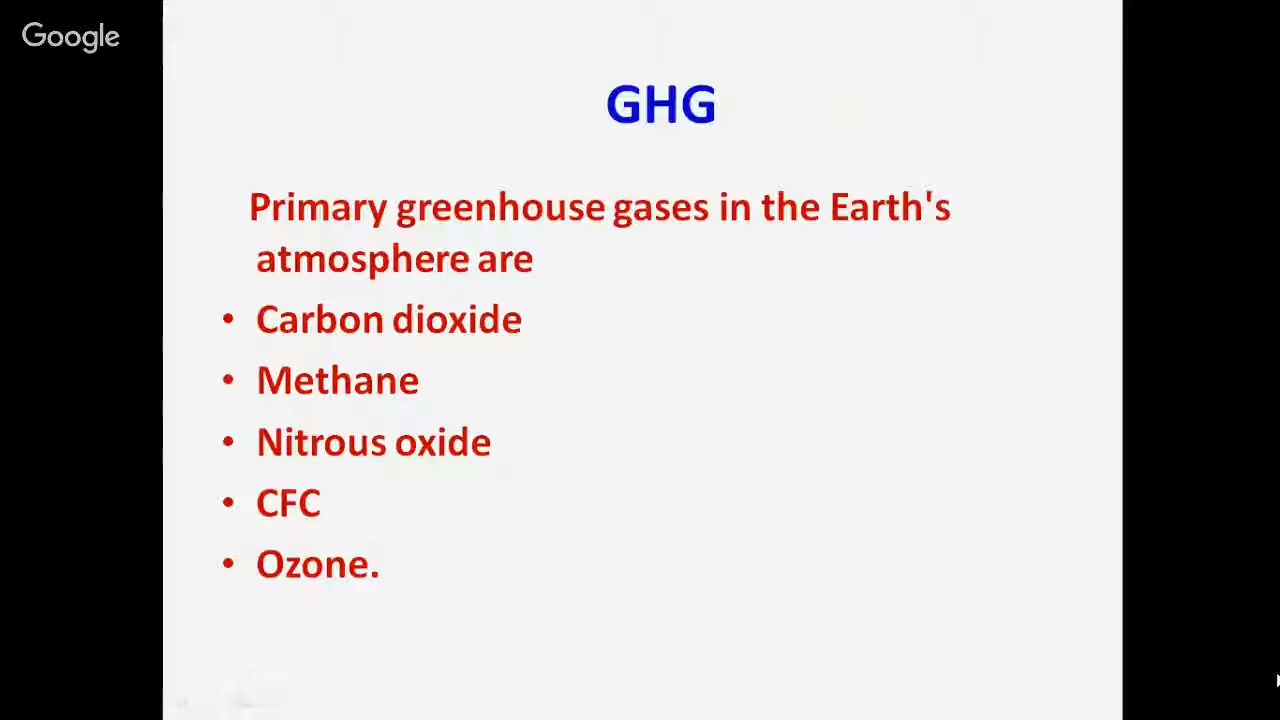 Google
GHG
Primary greenhouse gases in the Earth's
atmosphere are
• Carbon dioxide
• Methane
• Nitrous oxide
• CFC
• Ozone.